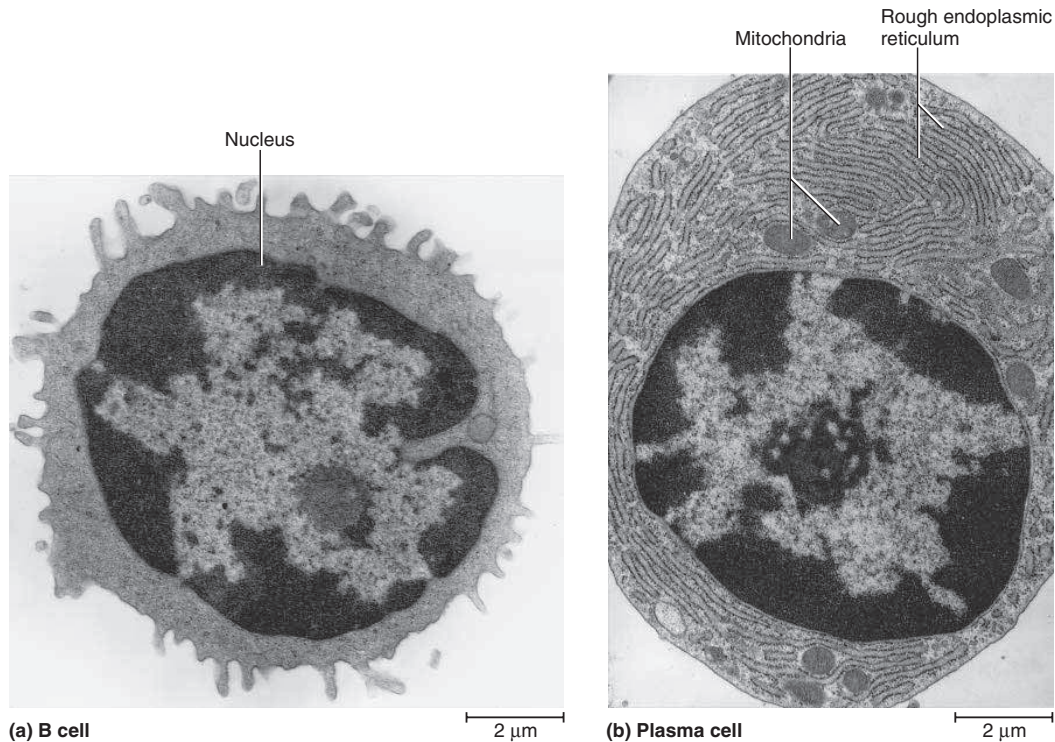 Rough endoplasmic
reticulum
Mitochondria
Nucleus
(a) B cell
2 μm
(b) Plasma cell
2 μm